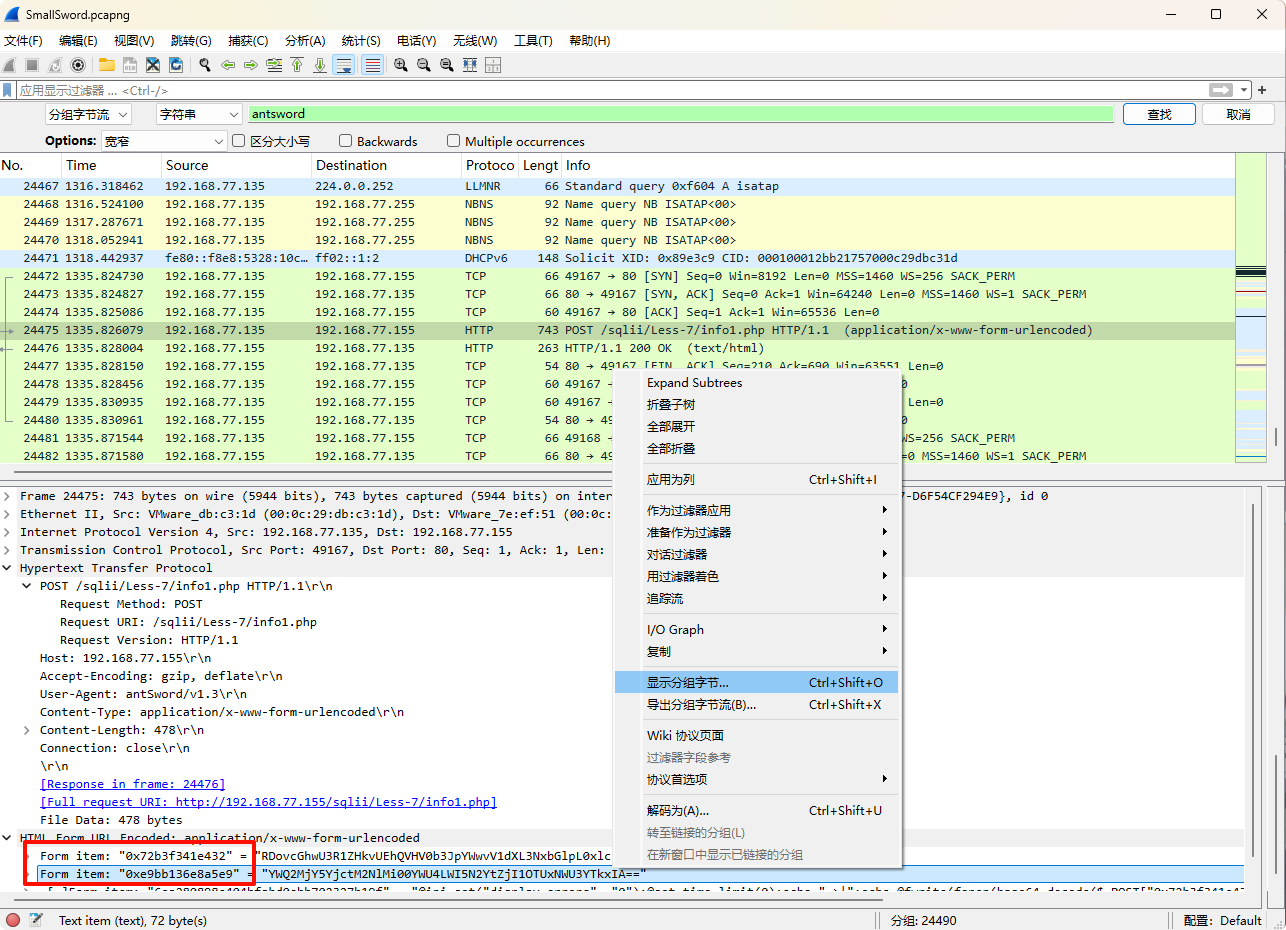 SmallSword.pcapng
文件(F) 编辑(E) 视图(V) 跳转(G) 捕获(C) 分析(A) 统计(S) 电话(Y) 无线(W) 工具(T) 帮助(H)
应用显示过滤器 … <Ctrl-/>
分组字节流 字符串 antsword 查找 取消
Options: 宽窄 区分大小写 Backwards Multiple occurrences
No. Time Source Destination Protoco Lengt Info
24467 1316.318462 192.168.77.135 224.0.0.252 LLMNR 66 Standard query 0xf604 A isatap
24468 1316.524100 192.168.77.135 192.168.77.255 NBNS 92 Name query NB ISATAP<00>
24469 1317.287671 192.168.77.135 192.168.77.255 NBNS 92 Name query NB ISATAP<00>
24470 1318.052941 192.168.77.135 192.168.77.255 NBNS 92 Name query NB ISATAP<00>
24471 1318.442937 fe80::f8e8:5328:10c… ff02::1:2 DHCPv6 148 Solicit XID: 0x89e3c9 CID: 000100012bb21757000c29dbc31d
24472 1335.824730 192.168.77.135 192.168.77.155 TCP 66 49167 → 80 [SYN] Seq=0 Win=8192 Len=0 MSS=1460 WS=256 SACK_PERM
24473 1335.824827 192.168.77.155 192.168.77.135 TCP 66 80 → 49167 [SYN, ACK] Seq=0 Ack=1 Win=64240 Len=0 MSS=1460 WS=1 SACK_PERM
24474 1335.825086 192.168.77.135 192.168.77.155 TCP 60 49167 → 80 [ACK] Seq=1 Ack=1 Win=65536 Len=0
24475 1335.826079 192.168.77.135 192.168.77.155 HTTP 743 POST /sqlii/Less-7/info1.php HTTP/1.1 (application/x-www-form-urlencoded)
24476 1335.828004 192.168.77.155 192.168.77.135 HTTP 263 HTTP/1.1 200 OK (text/html)
24477 1335.828150 192.168.77.155 192.168.77.135 TCP 54 80 → 49167 [FIN, ACK] Seq=210 Ack=690 Win=63551 Len=0
24478 1335.828456 192.168.77.135 192.168.77.155 TCP 60 49167
24479 1335.830935 192.168.77.135 192.168.77.155 TCP 60 49167 Len=0
24480 1335.830961 192.168.77.155 192.168.77.135 TCP 54 80 → 49
24481 1335.871544 192.168.77.135 192.168.77.155 TCP 66 49168 WS=256 SACK_PERM
24482 1335.871580 192.168.77.155 192.168.77.135 TCP 66 80 → 49 =0 MSS=1460 WS=1 SACK_PERM
Expand Subtrees
折叠子树
全部展开
全部折叠
应用为列 Ctrl+Shift+I
作为过滤器应用
准备作为过滤器
对话过滤器
用过滤器着色
追踪流
I/O Graph
复制
显示分组字节… Ctrl+Shift+O
导出分组字节流(B)… Ctrl+Shift+X
Wiki 协议页面
过滤器字段参考
协议首选项
解码为(A)… Ctrl+Shift+U
转至链接的分组(L)
在新窗口中显示已链接的分组
Frame 24475: 743 bytes on wire (5944 bits), 743 bytes captured (5944 bits) on inter 7-D6F54CF294E9}, id 0
Ethernet II, Src: VMware_db:c3:1d (00:0c:29:db:c3:1d), Dst: VMware_7e:ef:51 (00:0c:
Internet Protocol Version 4, Src: 192.168.77.135, Dst: 192.168.77.155
Transmission Control Protocol, Src Port: 49167, Dst Port: 80, Seq: 1, Ack: 1, Len:
Hypertext Transfer Protocol
POST /sqlii/Less-7/info1.php HTTP/1.1\r\n
Request Method: POST
Request URI: /sqlii/Less-7/info1.php
Request Version: HTTP/1.1
Host: 192.168.77.155\r\n
Accept-Encoding: gzip, deflate\r\n
User-Agent: antSword/v1.3\r\n
Content-Type: application/x-www-form-urlencoded\r\n
Content-Length: 478\r\n
Connection: close\r\n
\r\n
[Response in frame: 24476]
[Full request URI: http://192.168.77.155/sqlii/Less-7/info1.php]
File Data: 478 bytes
HTML Form URL Encoded: application/x-www-form-urlencoded
Form item: "0x72b3f341e432" = "RDovcGhwU3R1ZHkvUEhQVHV0b3JpYWwvV1dXL3NxbGlpL0xlc
Form item: "0xe9bb136e8a5e9" = "YWQ2MjY5YjctM2NlMi00YWU4LWI5N2YtZjI1OTUxNWU3YTkxIA=="
Text item (text), 72 byte(s) 分组: 24490 配置: Default